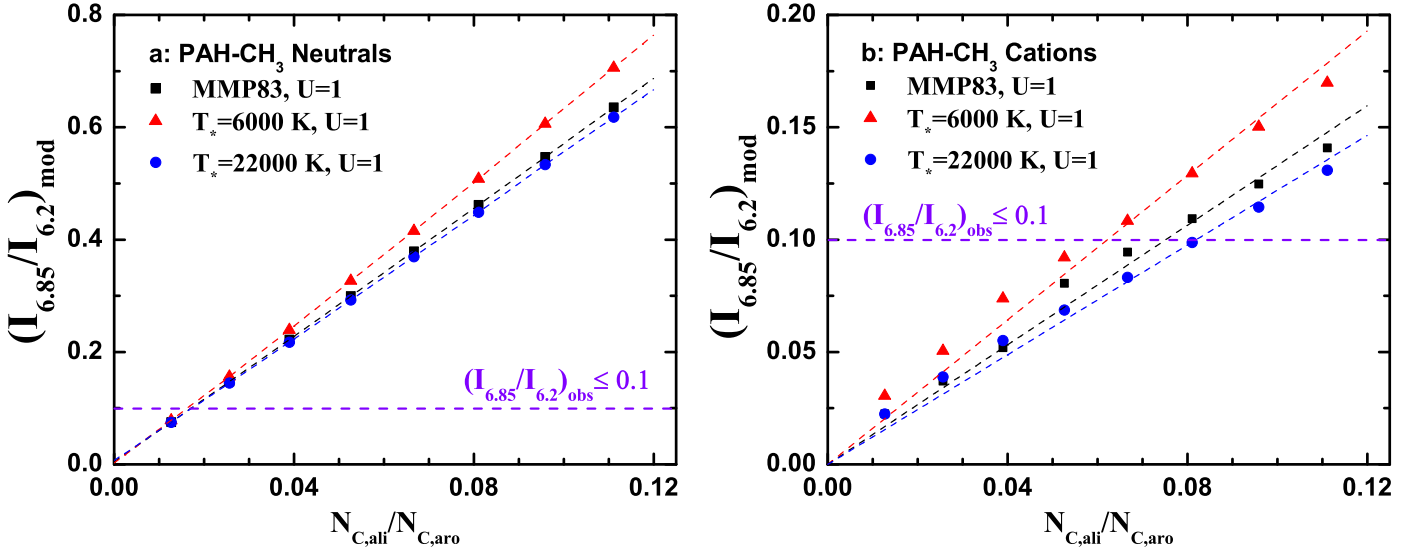 a: PAH-CH₃ Neutrals
MMP83, U=1
T*=6000 K, U=1
T*=22000 K, U=1
(I₆.₈₅/I₆.₂)mod
0.8
0.6
0.4
0.2
0.0
(I₆.₈₅/I₆.₂)obs ≤ 0.1
0.00 0.04 0.08 0.12
N_C,ali/N_C,aro
b: PAH-CH₃ Cations
MMP83, U=1
T*=6000 K, U=1
T*=22000 K, U=1
(I₆.₈₅/I₆.₂)mod
0.20
0.15
0.10
0.05
0.00
(I₆.₈₅/I₆.₂)obs ≤ 0.1
0.00 0.04 0.08 0.12
N_C,ali/N_C,aro